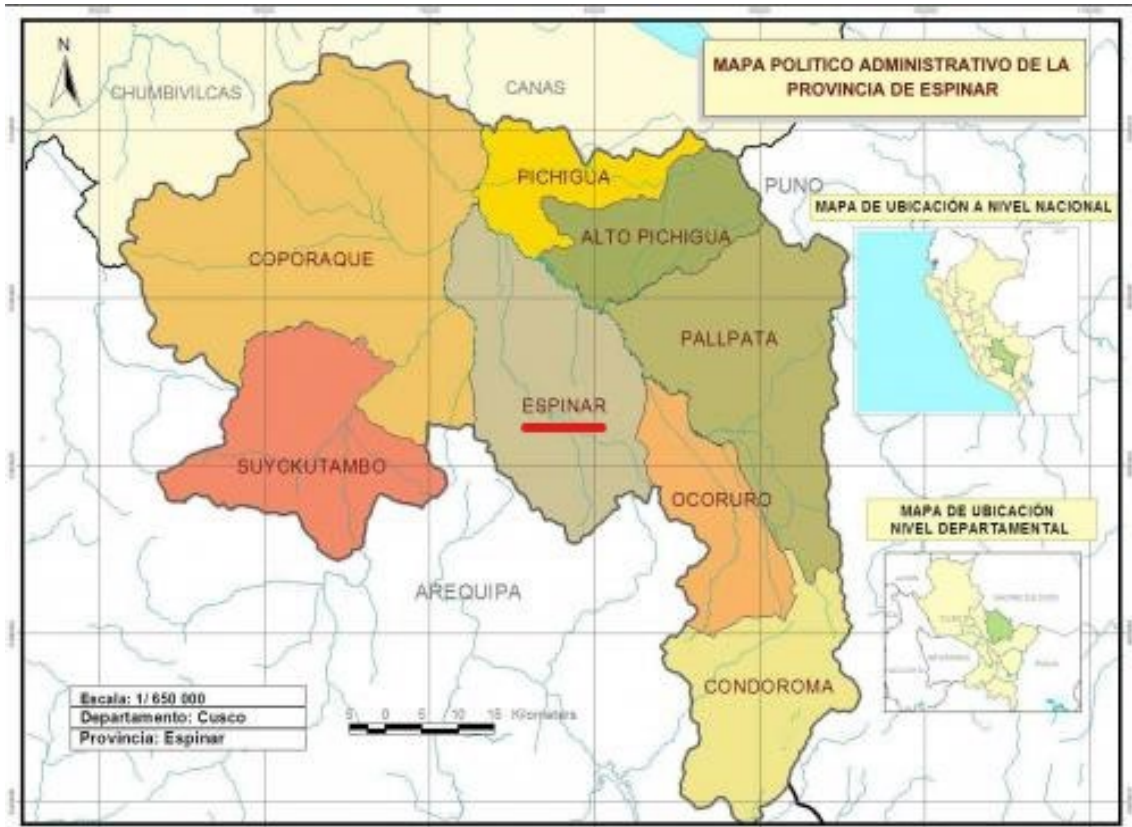 MAPA POLITICO ADMINISTRATIVO DE LA
PROVINCIA DE ESPINAR
N
CHUMBIVILCAS
CANAS
PUNO
PICHIGUA
ALTO PICHIGUA
COPORAQUE
PALLPATA
ESPINAR
SUYCKUTAMBO
OCORURO
AREQUIPA
CONDOROMA
MAPA DE UBICACIÓN A NIVEL NACIONAL
MAPA DE UBICACIÓN
NIVEL DEPARTAMENTAL
Escala: 1/ 650 000
Departamento: Cusco
Provincia: Espinar
5 0 5 10 15 Kilometers